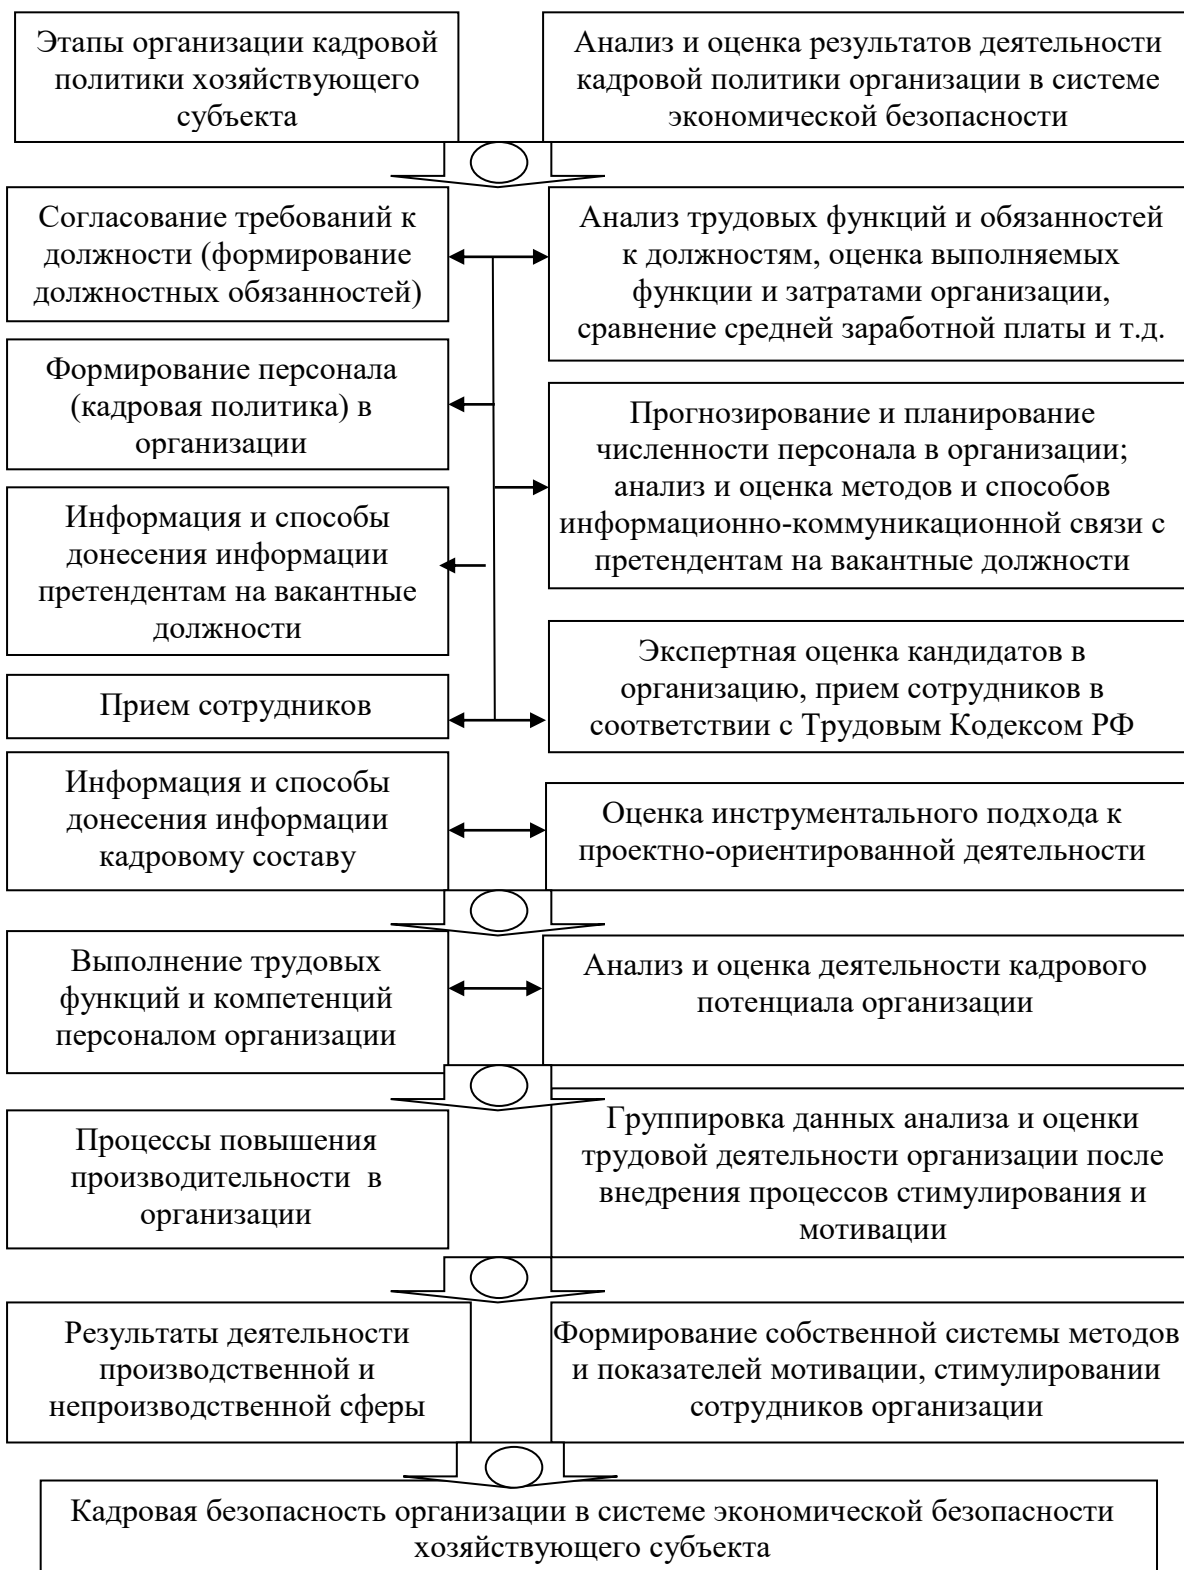 Этапы организации кадровой
политики хозяйствующего
субъекта
Анализ и оценка результатов деятельности
кадровой политики организации в системе
экономической безопасности
Согласование требований к
должности (формирование
должностных обязанностей)
Анализ трудовых функций и обязанностей
к должностям, оценка выполняемых
функции и затратами организации,
сравнение средней заработной платы и т.д.
Формирование персонала
(кадровая политика) в
организации
Прогнозирование и планирование
численности персонала в организации;
анализ и оценка методов и способов
информационно-коммуникационной связи с
претендентам на вакантные должности
Информация и способы
донесения информации
претендентам на вакантные
должности
Экспертная оценка кандидатов в
организацию, прием сотрудников в
соответствии с Трудовым Кодексом РФ
Прием сотрудников
Информация и способы
донесения информации
кадровому составу
Оценка инструментального подхода к
проектно-ориентированной деятельности
Выполнение трудовых
функций и компетенций
персоналом организации
Анализ и оценка деятельности кадрового
потенциала организации
Процессы повышения
производительности в
организации
Группировка данных анализа и оценки
трудовой деятельности организации после
внедрения процессов стимулирования и
мотивации
Результаты деятельности
производственной и
непроизводственной сферы
Формирование собственной системы методов
и показателей мотивации, стимулировании
сотрудников организации
Кадровая безопасность организации в системе экономической безопасности
хозяйствующего субъекта